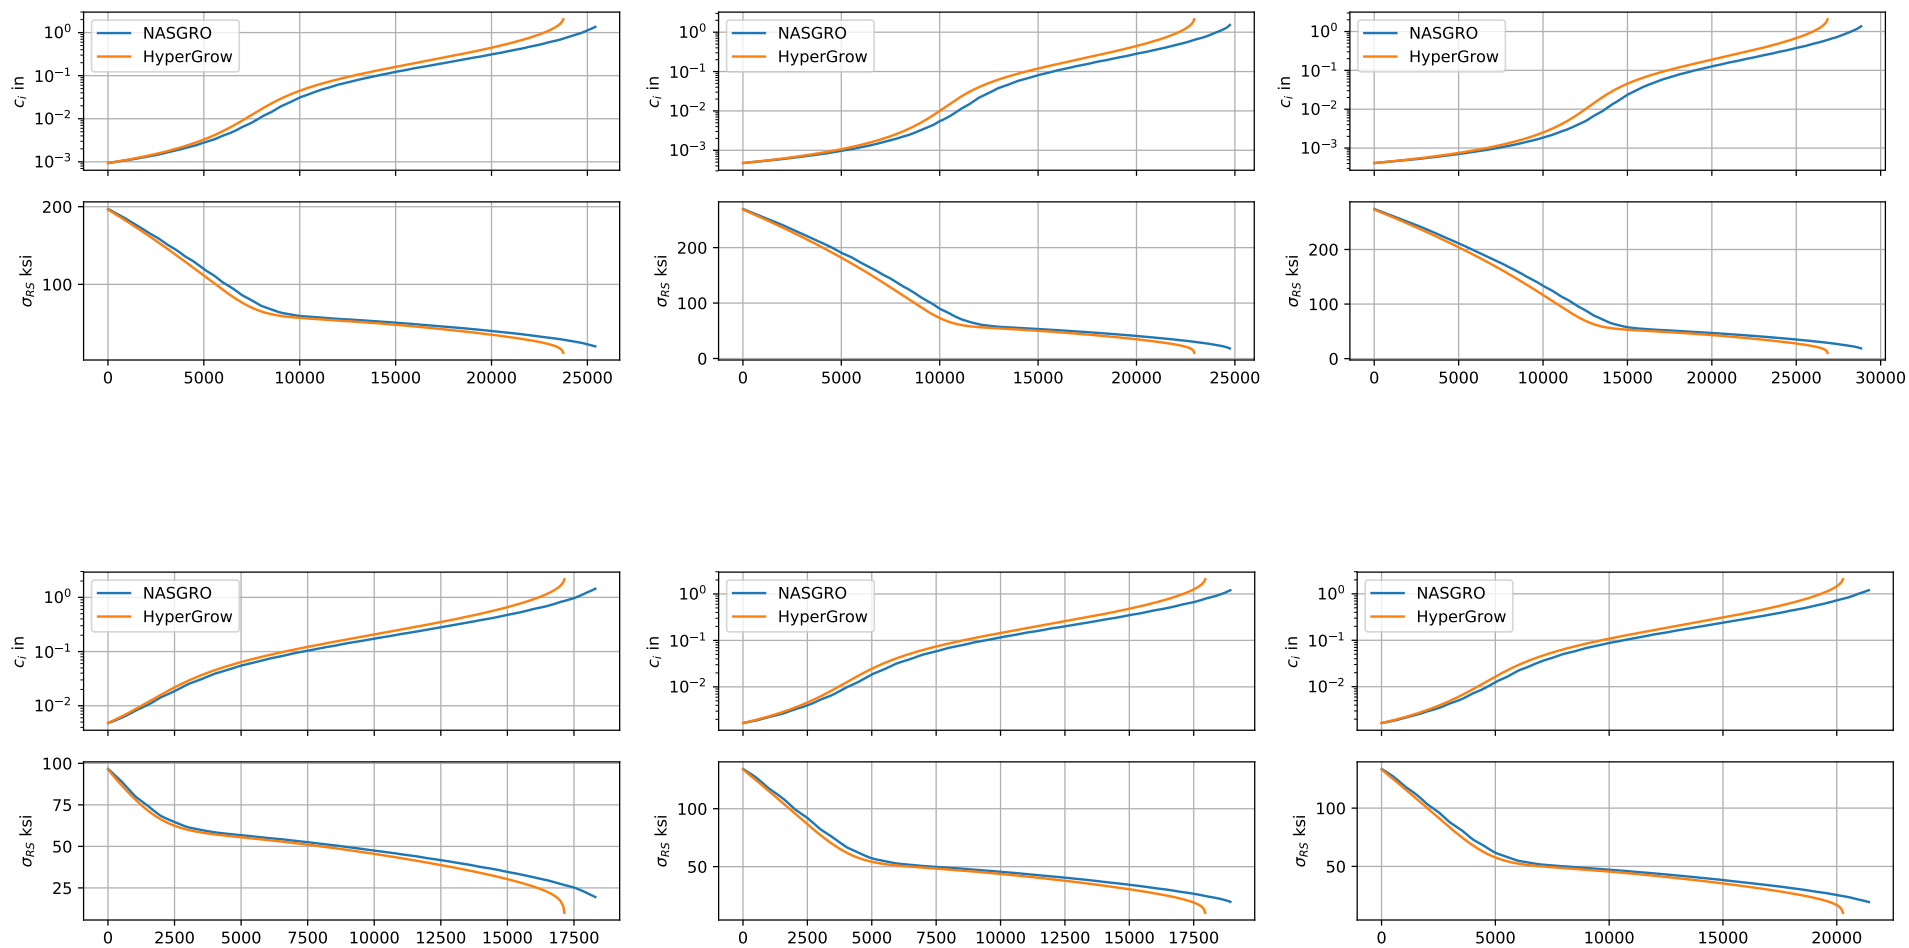 c_i in
10^0
10^-1
10^-2
10^-3
NASGRO
HyperGrow
c_i in
10^0
10^-1
10^-2
10^-3
NASGRO
HyperGrow
c_i in
10^0
10^-1
10^-2
10^-3
NASGRO
HyperGrow
σ_RS ksi
200
100
0 5000 10000 15000 20000 25000
σ_RS ksi
200
100
0
0 5000 10000 15000 20000 25000
σ_RS ksi
200
100
0
0 5000 10000 15000 20000 25000 30000
c_i in
10^0
10^-1
10^-2
NASGRO
HyperGrow
c_i in
10^0
10^-1
10^-2
NASGRO
HyperGrow
c_i in
10^0
10^-1
10^-2
NASGRO
HyperGrow
σ_RS ksi
100
75
50
25
0 2500 5000 7500 10000 12500 15000 17500
σ_RS ksi
100
50
0 2500 5000 7500 10000 12500 15000 17500
σ_RS ksi
100
50
0 5000 10000 15000 20000